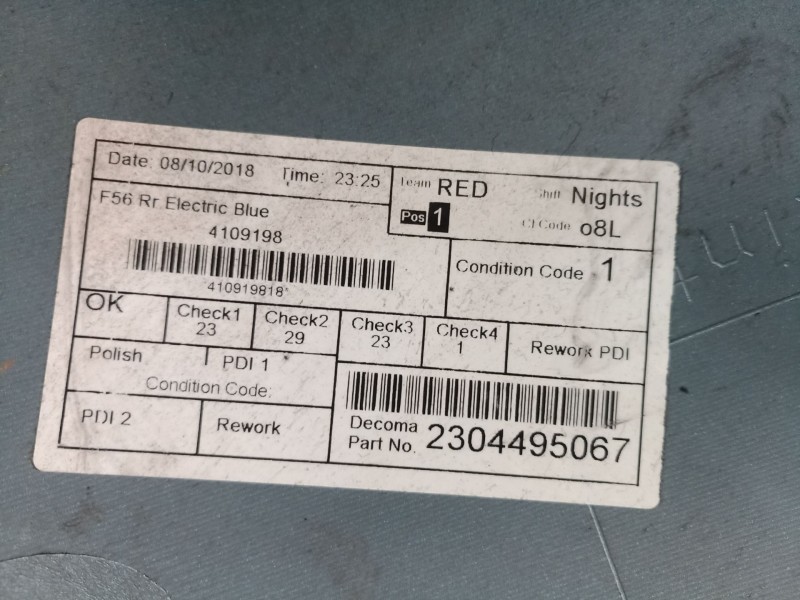 Date: 08/10/2018 Time: 23:25
Team RED Shift Nights
Pos 1 CI Code o8L
F56 Rr Electric Blue
4109198
410919818
Condition Code 1
OK
Check1 23
Check2 29
Check3 23
Check4 1
Rework PDI
Polish PDI 1
Condition Code:
PDI 2 Rework
Decoma Part No. 2304495067